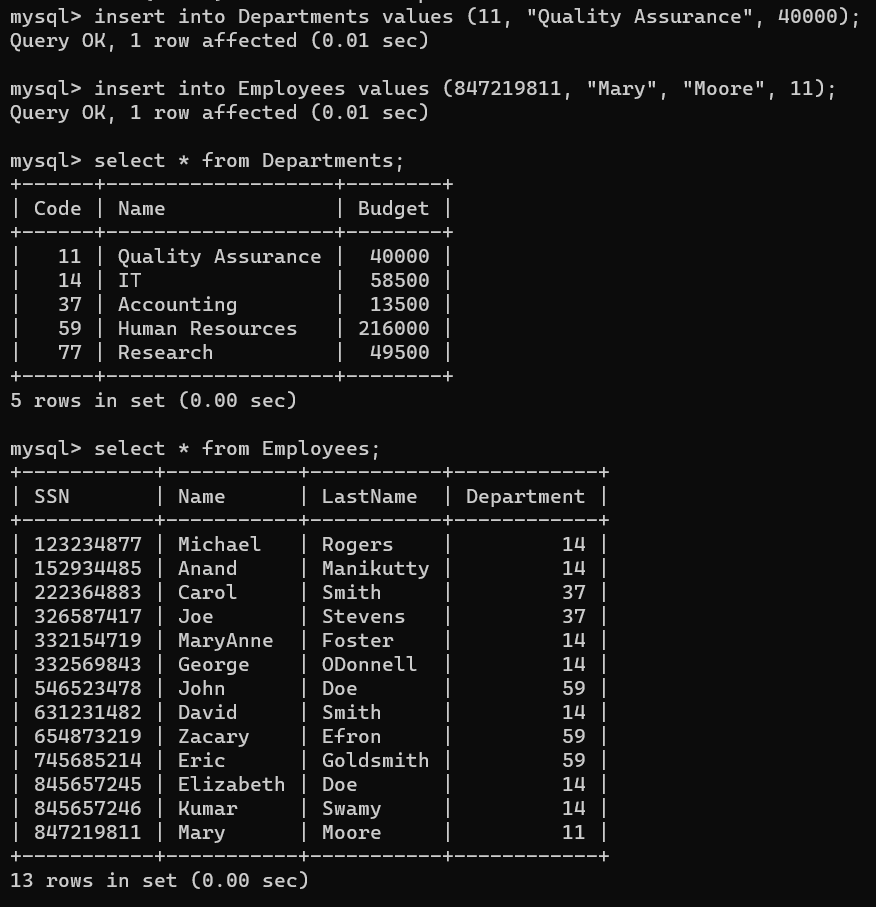 mysql> insert into Departments values (11, "Quality Assurance", 40000);
Query OK, 1 row affected (0.01 sec)

mysql> insert into Employees values (847219811, "Mary", "Moore", 11);
Query OK, 1 row affected (0.01 sec)

mysql> select * from Departments;
+------+-------------------+--------+
| Code | Name              | Budget |
+------+-------------------+--------+
|   11 | Quality Assurance |  40000 |
|   14 | IT                |  58500 |
|   37 | Accounting        |  13500 |
|   59 | Human Resources   | 216000 |
|   77 | Research          |  49500 |
+------+-------------------+--------+
5 rows in set (0.00 sec)

mysql> select * from Employees;
+-----------+-----------+-----------+------------+
| SSN       | Name      | LastName  | Department |
+-----------+-----------+-----------+------------+
| 123234877 | Michael   | Rogers    |         14 |
| 152934485 | Anand     | Manikutty |         14 |
| 222364883 | Carol     | Smith     |         37 |
| 326587417 | Joe       | Stevens   |         37 |
| 332154719 | MaryAnne  | Foster    |         14 |
| 332569843 | George    | ODonnell  |         14 |
| 546523478 | John      | Doe       |         59 |
| 631231482 | David     | Smith     |         14 |
| 654873219 | Zacary    | Efron     |         59 |
| 745685214 | Eric      | Goldsmith |         59 |
| 845657245 | Elizabeth | Doe       |         14 |
| 845657246 | Kumar     | Swamy     |         14 |
| 847219811 | Mary      | Moore     |         11 |
+-----------+-----------+-----------+------------+
13 rows in set (0.00 sec)